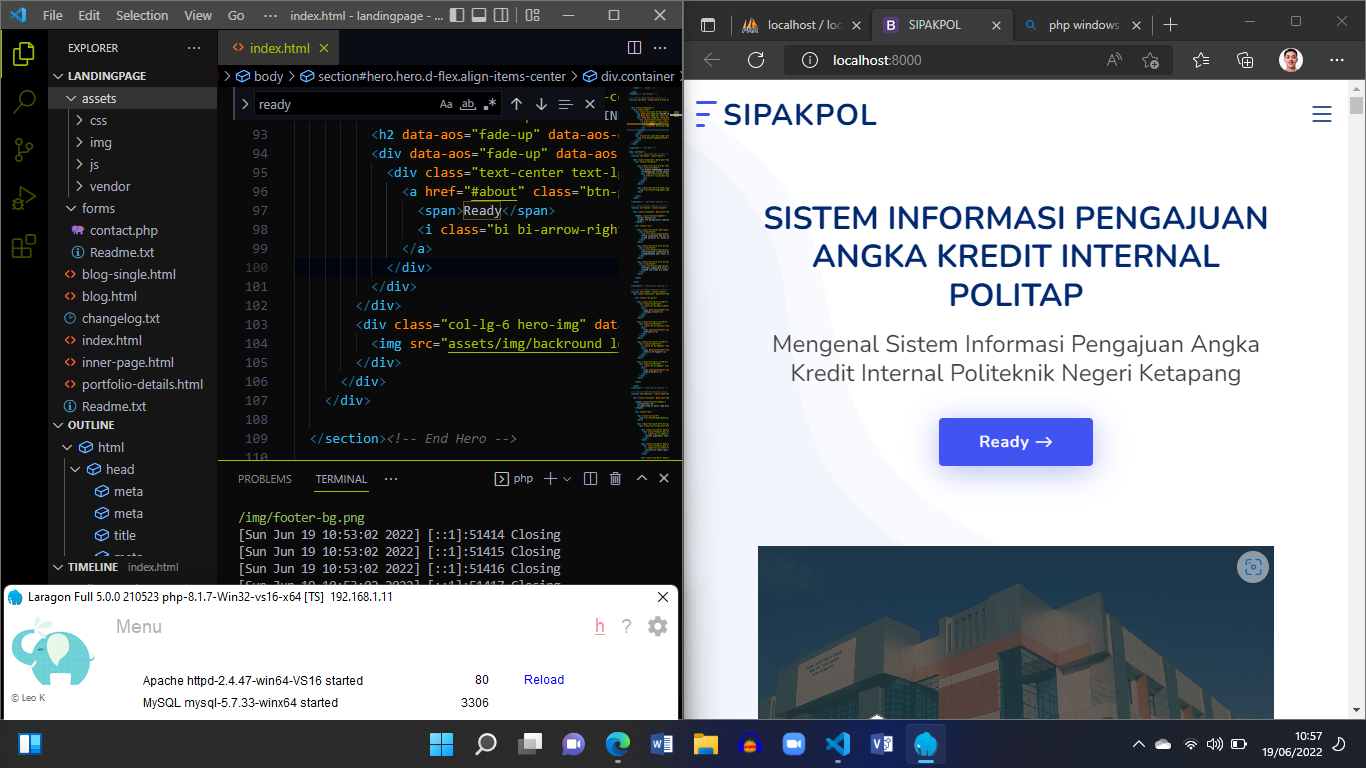 File Edit Selection View Go ··· index.html - landingpage - ...
EXPLORER ···
LANDINGPAGE
assets
css
img
js
vendor
forms
contact.php
Readme.txt
blog-single.html
blog.html
changelog.txt
index.html
inner-page.html
portfolio-details.html
Readme.txt
OUTLINE
html
head
meta
meta
title
TIMELINE index.html
index.html
body section#hero.hero.d-flex.align-items-center div.container
ready Aa ab
93 <h2 data-aos="fade-up" data-aos-
94 <div data-aos="fade-up" data-aos
95 <div class="text-center text-lg
96 <a href="#about" class="btn-
97 <span>Ready</span>
98 <i class="bi bi-arrow-righ
99 </a>
100 </div>
101 </div>
102 </div>
103 <div class="col-lg-6 hero-img" dat
104 <img src="assets/img/backround l
105 </div>
106 </div>
107 </div>
108
109 </section><!-- End Hero -->
110
PROBLEMS TERMINAL ··· php
/img/footer-bg.png
[Sun Jun 19 10:53:02 2022] [::1]:51414 Closing
[Sun Jun 19 10:53:02 2022] [::1]:51415 Closing
[Sun Jun 19 10:53:02 2022] [::1]:51416 Closing
[Sun Jun 19 10:53:02 2022] [::1]:51417 Closing
Laragon Full 5.0.0 210523 php-8.1.7-Win32-vs16-x64 [TS] 192.168.1.11
Menu h ?
Apache httpd-2.4.47-win64-VS16 started 80 Reload
MySQL mysql-5.7.33-winx64 started 3306
© Leo K
localhost / loc
SIPAKPOL
php windows
localhost:8000
SIPAKPOL
SISTEM INFORMASI PENGAJUAN
ANGKA KREDIT INTERNAL
POLITAP
Mengenal Sistem Informasi Pengajuan Angka
Kredit Internal Politeknik Negeri Ketapang
Ready →
10:57
19/06/2022